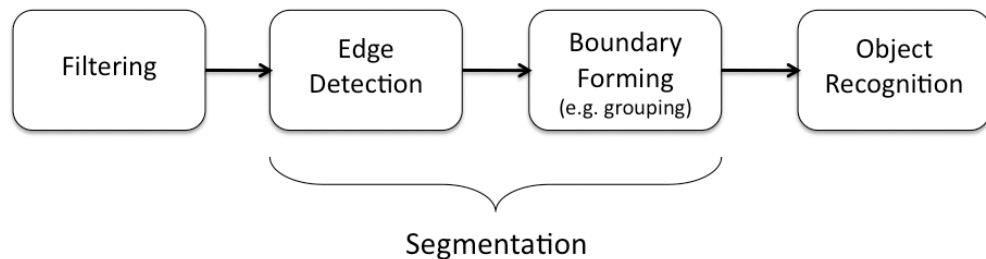 Filtering
Edge
Detection
Boundary
Forming
(e.g. grouping)
Object
Recognition
Segmentation